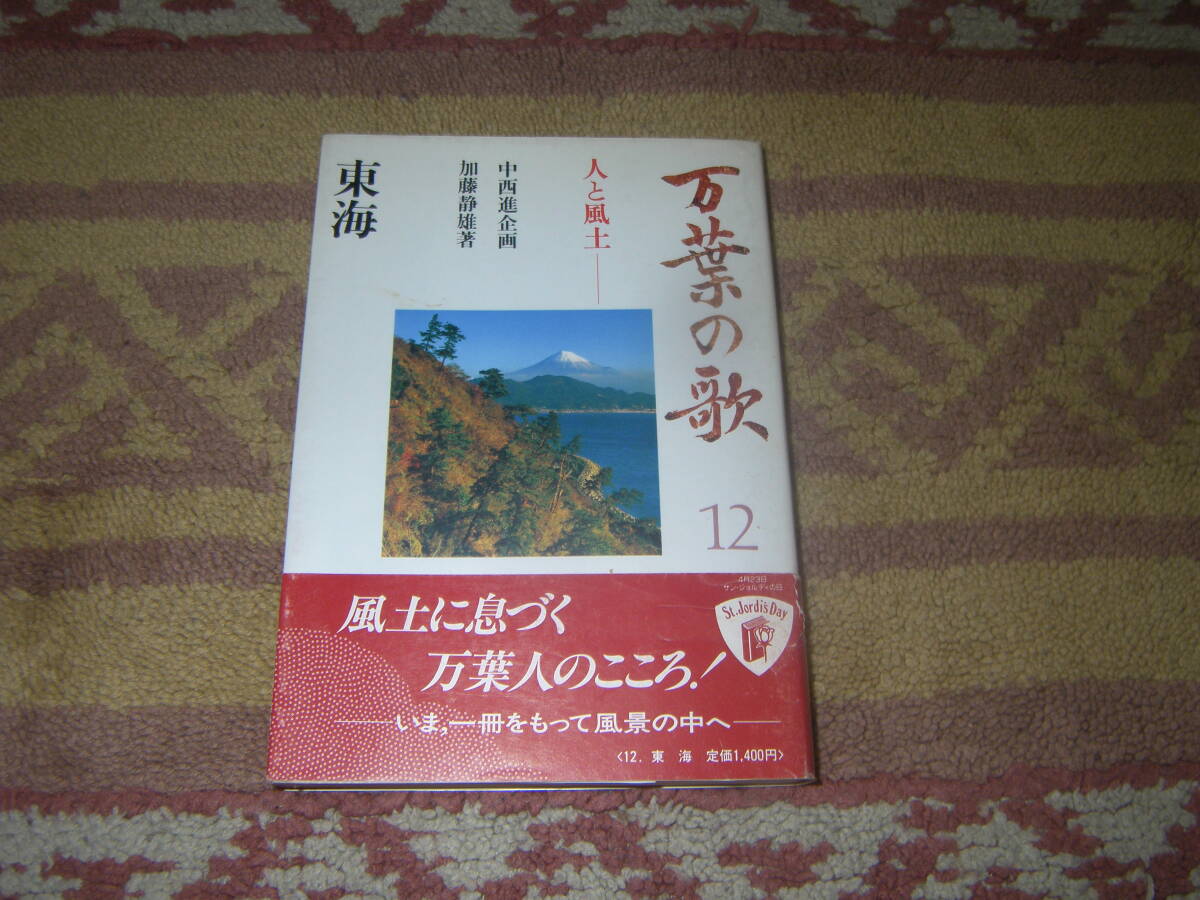 万葉の歌
12
人と風土——
中西進企画
加藤静雄著
東海
4月23日
サン・ジョルディの日
St.Jordi's Day
風土に息づく
万葉人のこころ!
——いま,一冊をもって風景の中へ——
〈12. 東 海 定価1,400円〉